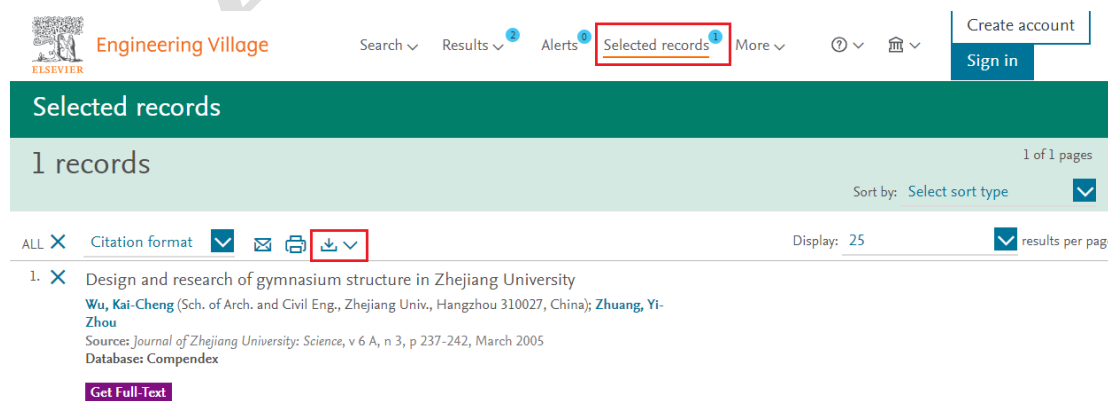 Engineering Village
ELSEVIER
Search Results 2 Alerts 0 Selected records 1 More
Create account
Sign in
Selected records
1 records
1 of 1 pages
Sort by: Select sort type
ALL Citation format
Display: 25 results per pag
1. Design and research of gymnasium structure in Zhejiang University
Wu, Kai-Cheng (Sch. of Arch. and Civil Eng., Zhejiang Univ., Hangzhou 310027, China); Zhuang, Yi-
Zhou
Source: Journal of Zhejiang University: Science, v 6 A, n 3, p 237-242, March 2005
Database: Compendex
Get Full-Text